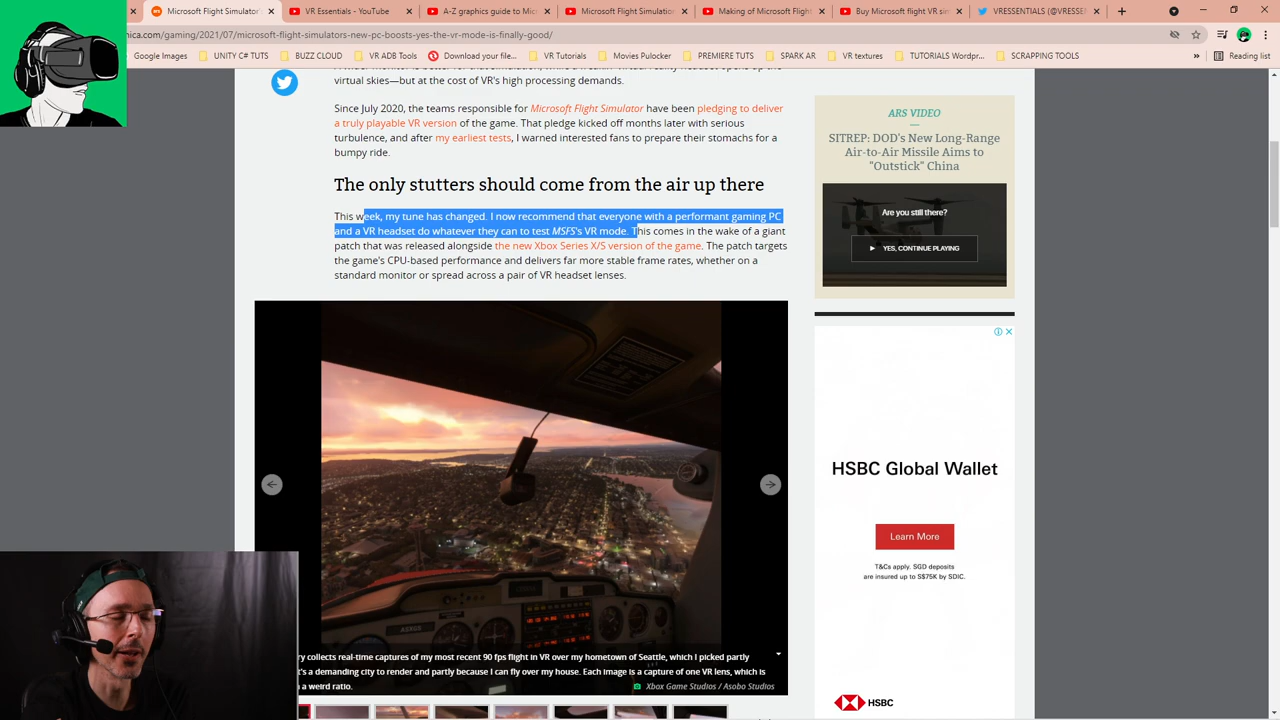 Microsoft Flight Simulator'
VR Essentials - YouTube
A-Z graphics guide to Micr
Microsoft Flight Simulation
Making of Microsoft Flight
Buy Microsoft flight VR sim
VRESSENTIALS (@VRESSE
nica.com/gaming/2021/07/microsoft-flight-simulators-new-pc-boosts-yes-the-vr-mode-is-finally-good/
Google Images
UNITY C# TUTS
BUZZ CLOUD
VR ADB Tools
Download your file...
VR Tutorials
Movies Pulocker
PREMIERE TUTS
SPARK AR
VR textures
TUTORIALS Wordpr...
SCRAPPING TOOLS
Reading list
virtual skies—but at the cost of VR's high processing demands.
Since July 2020, the teams responsible for Microsoft Flight Simulator have been pledging to deliver
a truly playable VR version of the game. That pledge kicked off months later with serious
turbulence, and after my earliest tests, I warned interested fans to prepare their stomachs for a
bumpy ride.
The only stutters should come from the air up there
This week, my tune has changed. I now recommend that everyone with a performant gaming PC
and a VR headset do whatever they can to test MSFS's VR mode. This comes in the wake of a giant
patch that was released alongside the new Xbox Series X/S version of the game. The patch targets
the game's CPU-based performance and delivers far more stable frame rates, whether on a
standard monitor or spread across a pair of VR headset lenses.
ry collects real-time captures of my most recent 90 fps flight in VR over my hometown of Seattle, which I picked partly
t's a demanding city to render and partly because I can fly over my house. Each image is a capture of one VR lens, which is
a weird ratio.
Xbox Game Studios / Asobo Studios
ARS VIDEO
SITREP: DOD's New Long-Range
Air-to-Air Missile Aims to
"Outstick" China
Are you still there?
YES, CONTINUE PLAYING
HSBC Global Wallet
Learn More
T&Cs apply. SGD deposits
are insured up to S$75K by SDIC.
HSBC